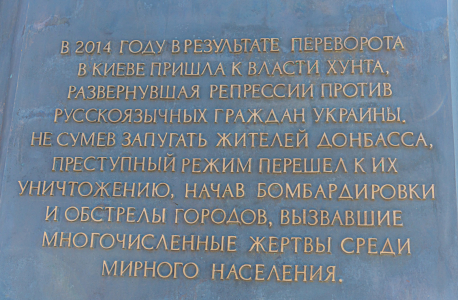 В 2014 ГОДУ В РЕЗУЛЬТАТЕ ПЕРЕВОРОТА
В КИЕВЕ ПРИШЛА К ВЛАСТИ ХУНТА,
РАЗВЕРНУВШАЯ РЕПРЕССИИ ПРОТИВ
РУССКОЯЗЫЧНЫХ ГРАЖДАН УКРАИНЫ.
НЕ СУМЕВ ЗАПУГАТЬ ЖИТЕЛЕЙ ДОНБАССА,
ПРЕСТУПНЫЙ РЕЖИМ ПЕРЕШЕЛ К ИХ
УНИЧТОЖЕНИЮ, НАЧАВ БОМБАРДИРОВКИ
И ОБСТРЕЛЫ ГОРОДОВ, ВЫЗВАВШИЕ
МНОГОЧИСЛЕННЫЕ ЖЕРТВЫ СРЕДИ
МИРНОГО НАСЕЛЕНИЯ.